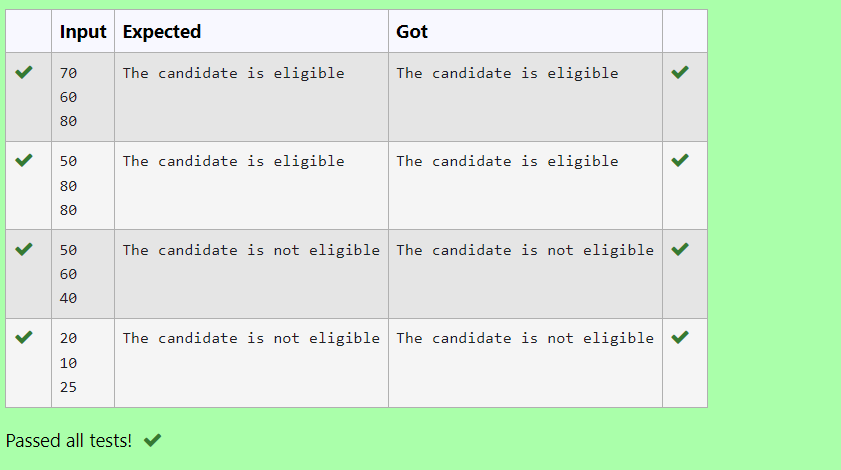 Input Expected Got
70 The candidate is eligible The candidate is eligible
60
80
50 The candidate is eligible The candidate is eligible
80
80
50 The candidate is not eligible The candidate is not eligible
60
40
20 The candidate is not eligible The candidate is not eligible
10
25
Passed all tests!